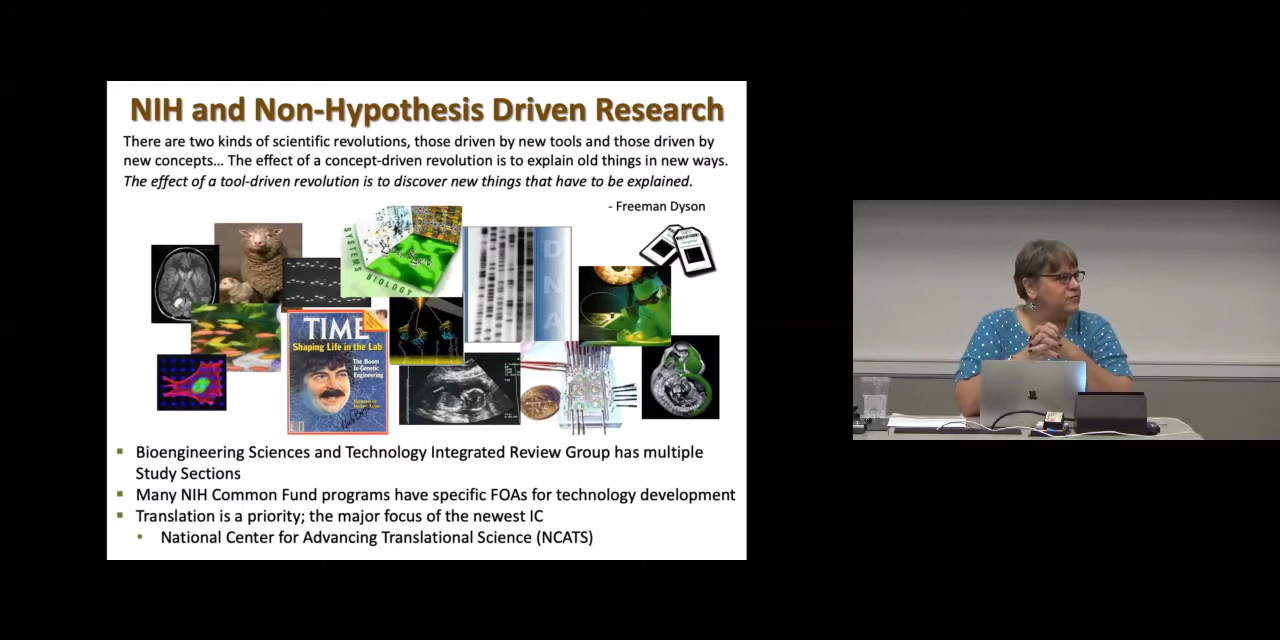 NIH and Non-Hypothesis Driven Research
There are two kinds of scientific revolutions, those driven by new tools and those driven by
new concepts... The effect of a concept-driven revolution is to explain old things in new ways.
The effect of a tool-driven revolution is to discover new things that have to be explained.
- Freeman Dyson
SYSTEMS
BIOLOGY
DNA
TIME
Shaping Life in the Lab
The Boom
In Genetic
Engineering
Bioengineering Sciences and Technology Integrated Review Group has multiple
Study Sections
Many NIH Common Fund programs have specific FOAs for technology development
Translation is a priority; the major focus of the newest IC
National Center for Advancing Translational Science (NCATS)